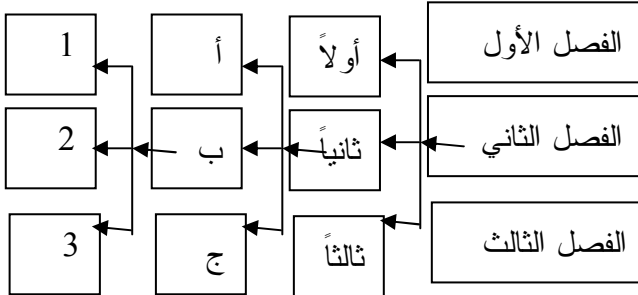 الفصل الأول أولاً أ 1
الفصل الثاني ثانياً ب 2
الفصل الثالث ثالثاً ج 3